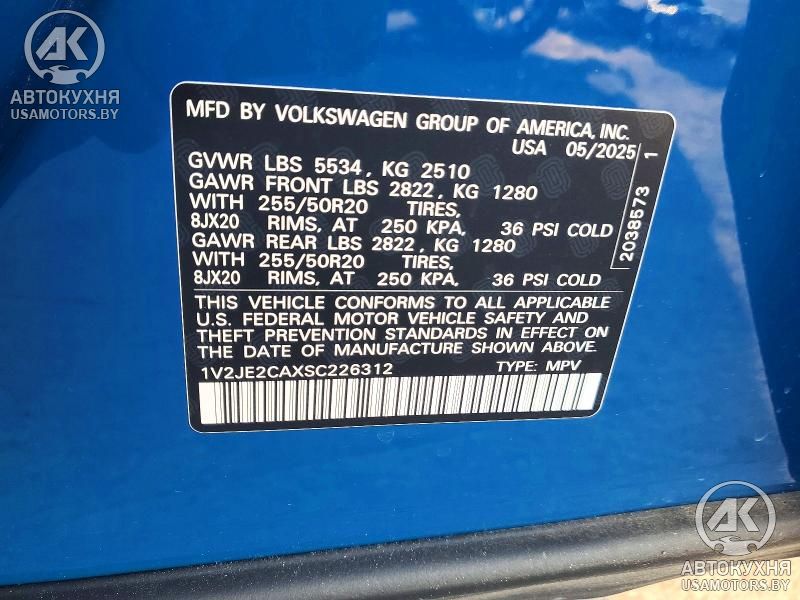 АК
АВТОКУХНЯ
USAMOTORS.BY
MFD BY VOLKSWAGEN GROUP OF AMERICA, INC.
USA 05/2025
GVWR LBS 5534, KG 2510
GAWR FRONT LBS 2822, KG 1280
WITH 255/50R20 TIRES,
8JX20 RIMS, AT 250 KPA, 36 PSI COLD
GAWR REAR LBS 2822, KG 1280
WITH 255/50R20 TIRES,
8JX20 RIMS, AT 250 KPA, 36 PSI COLD
2038573 1
THIS VEHICLE CONFORMS TO ALL APPLICABLE
U.S. FEDERAL MOTOR VEHICLE SAFETY AND
THEFT PREVENTION STANDARDS IN EFFECT ON
THE DATE OF MANUFACTURE SHOWN ABOVE.
1V2JE2CAXSC226312 TYPE: MPV
АК
АВТОКУХНЯ
USAMOTORS.BY